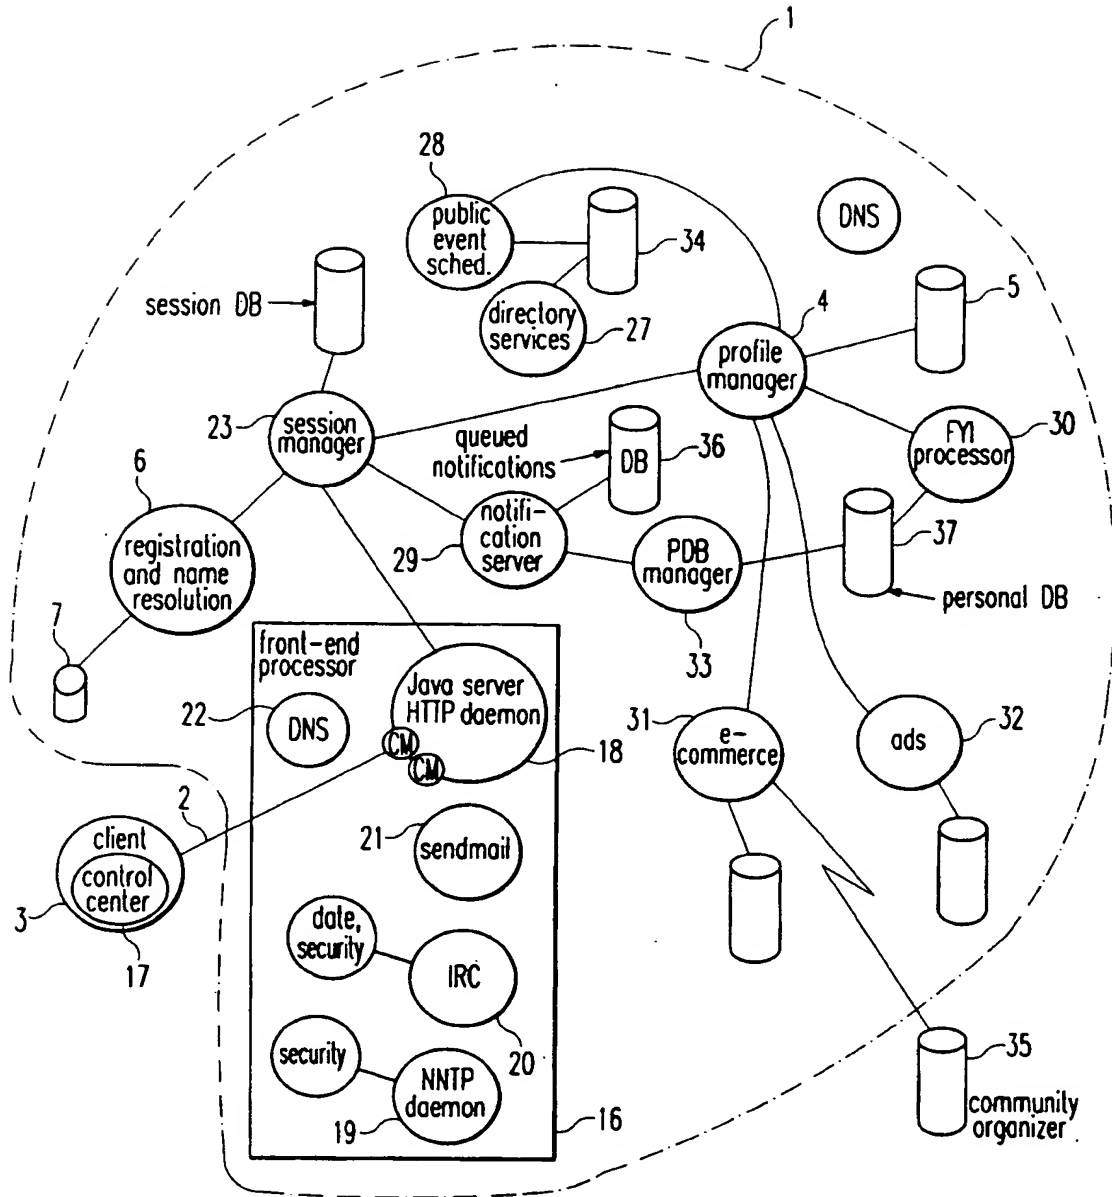 1
28
public
event
sched.
34
DNS
session DB
directory
services
27
4
5
profile
manager
23
session
manager
queued
notifications
DB
36
FYI
processor
30
6
registration
and name
resolution
notifi-
cation
server
29
PDB
manager
33
37
personal DB
7
front-end
processor
22
DNS
Java server
HTTP daemon
CM
CM
18
31
e-
commerce
ads
32
2
21
sendmail
client
control
center
3
17
date,
security
IRC
20
security
NNTP
daemon
19
16
35
community
organizer